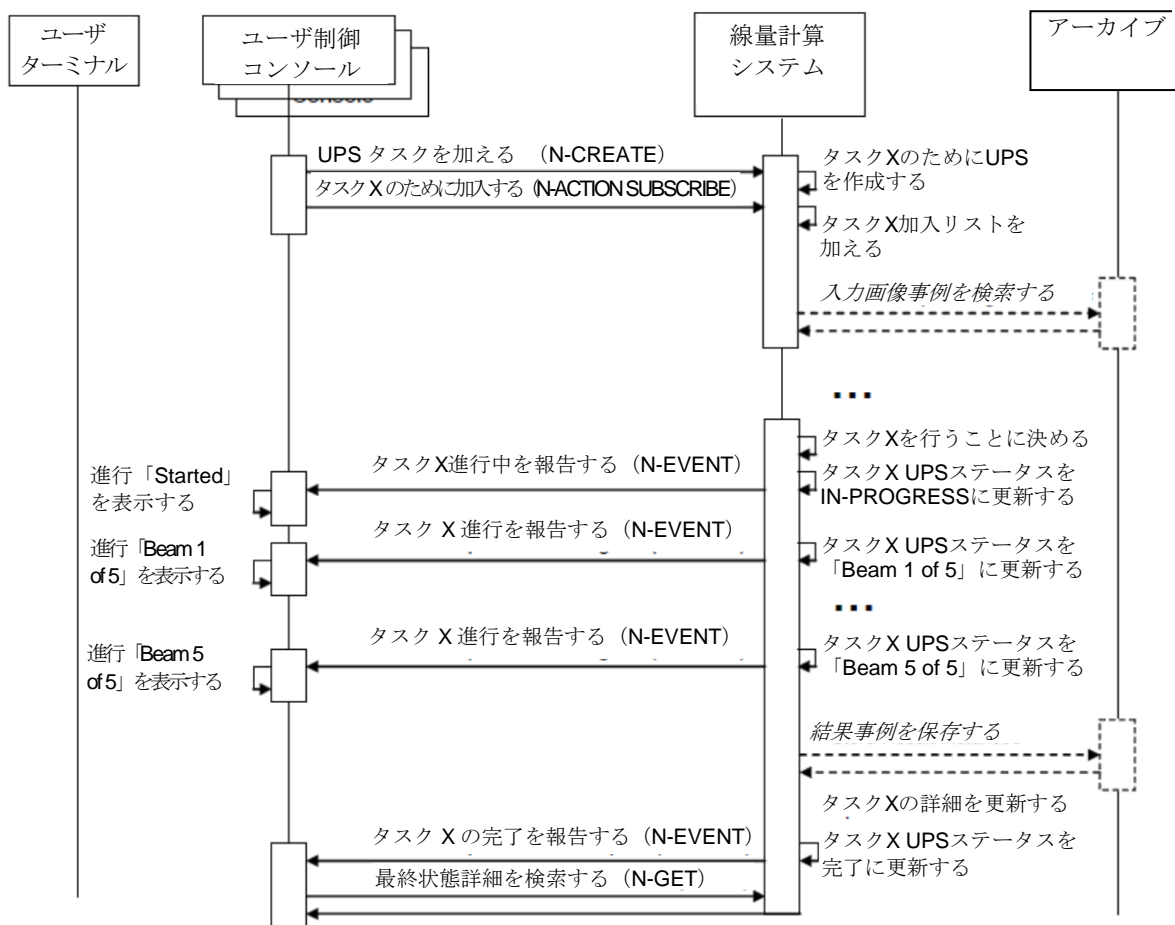 ユーザ
ターミナル
ユーザ制御
コンソール
線量計算
システム
アーカイブ
UPS タスクを加える （N-CREATE）
タスクXのためにUPS
を作成する
タスク X のために加入する (N-ACTION SUBSCRIBE)
タスクX加入リストを
加える
入力画像事例を検索する
...
タスクXを行うことに決める
進行「Started」
を表示する
タスクX進行中を報告する（N-EVENT）
タスクX UPSステータスを
IN-PROGRESSに更新する
進行「Beam 1
of 5」を表示する
タスク X 進行を報告する（N-EVENT）
タスクX UPSステータスを
「Beam 1 of 5」に更新する
...
進行「Beam 5
of 5」を表示する
タスク X 進行を報告する（N-EVENT）
タスクX UPSステータスを
「Beam 5 of 5」に更新する
結果事例を保存する
タスクXの詳細を更新する
タスク X の完了を報告する（N-EVENT）
タスクX UPSステータスを
完了に更新する
最終状態詳細を検索する（N-GET）